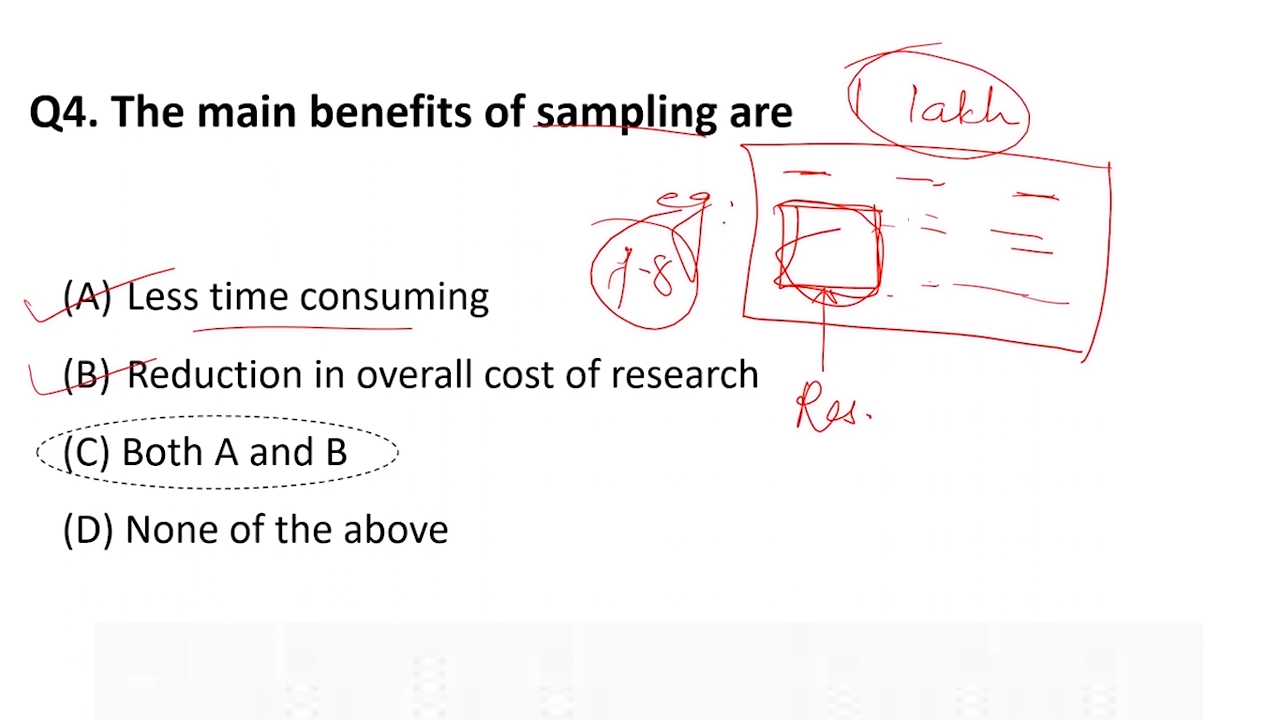 Q4. The main benefits of sampling are
1 lakh
eg:
7-8
(A) Less time consuming
(B) Reduction in overall cost of research
Res.
(C) Both A and B
(D) None of the above